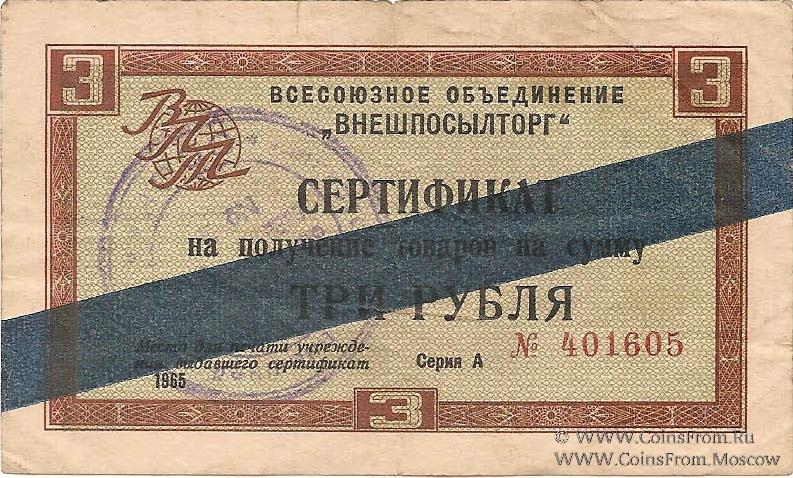 3 3
ВСЕСОЮЗНОЕ ОБЪЕДИНЕНИЕ
„ВНЕШПОСЫЛТОРГ“
ВПТ
СЕРТИФИКАТ
на получение товаров на сумму
ТРИ РУБЛЯ
Место для печати учрежде-
ния, выдавшего сертификат
1965
Серия А
№ 401605
3
© WWW.CoinsFrom.Ru
WWW.CoinsFrom.Moscow